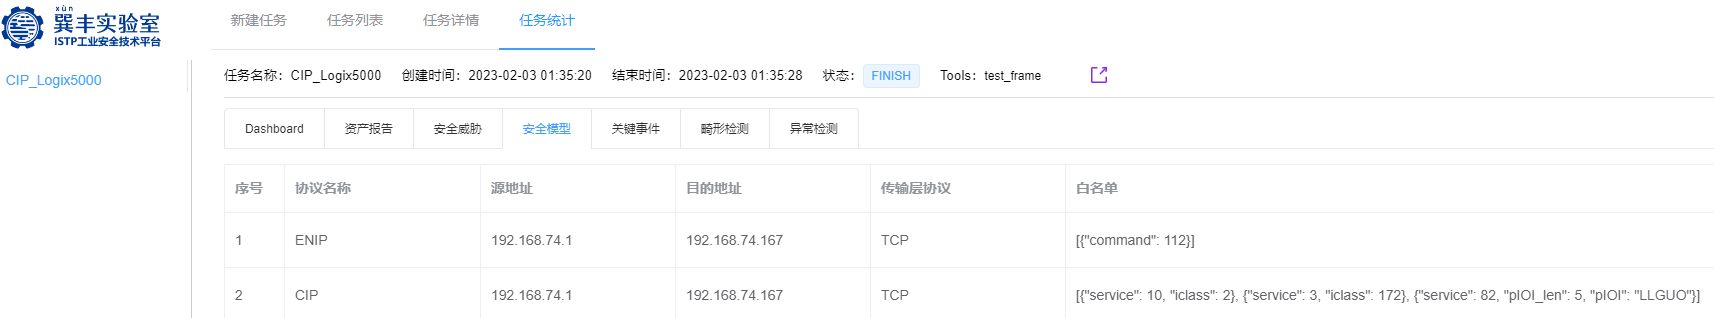 xùn
巽丰实验室
ISTP工业安全技术平台
新建任务 任务列表 任务详情 任务统计
CIP_Logix5000
任务名称：CIP_Logix5000 创建时间：2023-02-03 01:35:20 结束时间：2023-02-03 01:35:28 状态： FINISH Tools：test_frame
Dashboard 资产报告 安全威胁 安全模型 关键事件 畸形检测 异常检测
序号 协议名称 源地址 目的地址 传输层协议 白名单
1 ENIP 192.168.74.1 192.168.74.167 TCP [{"command": 112}]
2 CIP 192.168.74.1 192.168.74.167 TCP [{"service": 10, "iclass": 2}, {"service": 3, "iclass": 172}, {"service": 82, "pIOI_len": 5, "pIOI": "LLGUO"}]